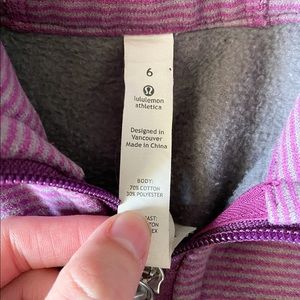 6
lululemon
athletica
Designed in
Vancouver
Made in China
BODY:
70% COTTON
30% POLYESTER